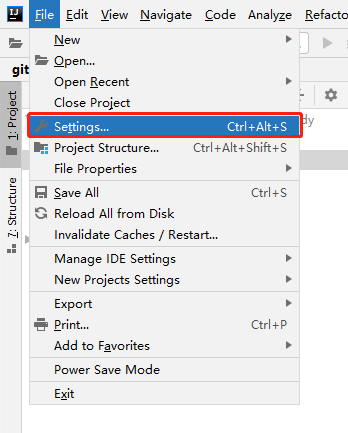 IJ File Edit View Navigate Code Analyze Refacto
git
1: Project
7: Structure
New
Open...
Open Recent
Close Project
Settings... Ctrl+Alt+S
Project Structure... Ctrl+Alt+Shift+S
File Properties
Save All Ctrl+S
Reload All from Disk
Invalidate Caches / Restart...
Manage IDE Settings
New Projects Settings
Export
Print... Ctrl+P
Add to Favorites
Power Save Mode
Exit